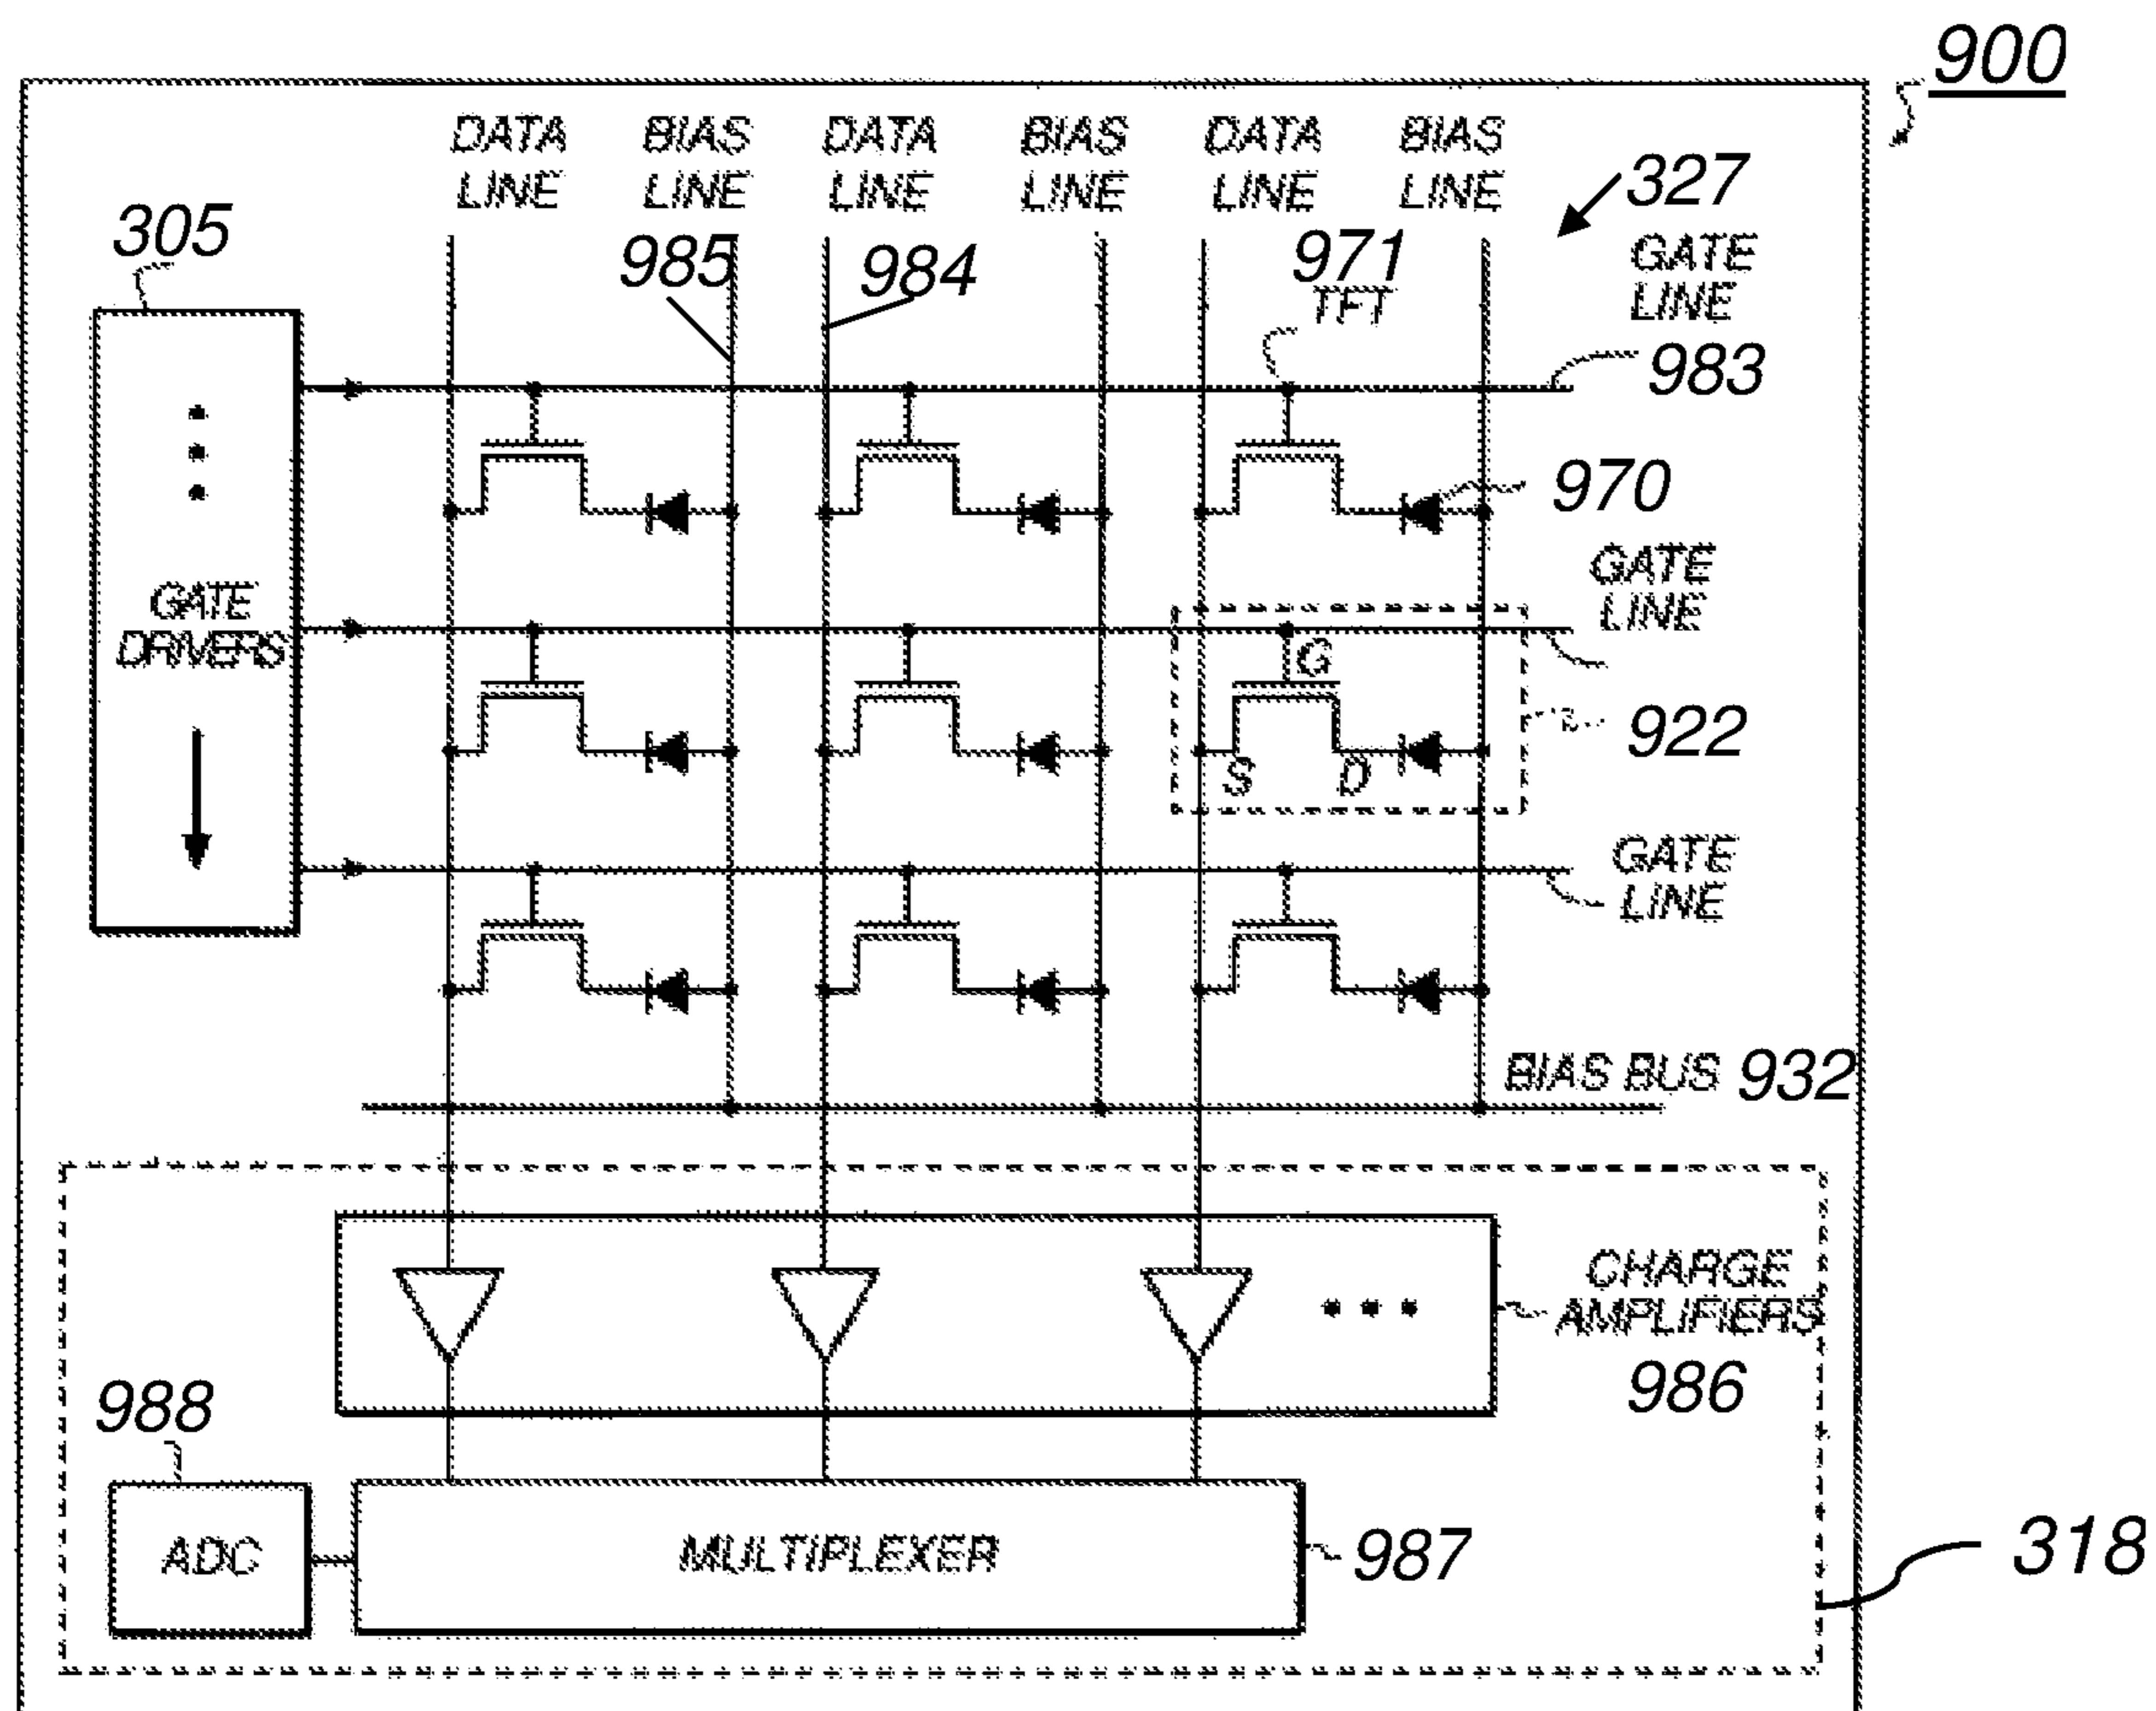 900
DATA LINE
BIAS LINE
DATA LINE
BIAS LINE
DATA LINE
BIAS LINE
327
305
985
984
971
TFT
GATE LINE
983
970
GATE LINE
GATE DRIVERS
G
S
D
922
GATE LINE
BIAS BUS 932
CHARGE AMPLIFIERS
986
988
ADC
MULTIPLEXER
987
318